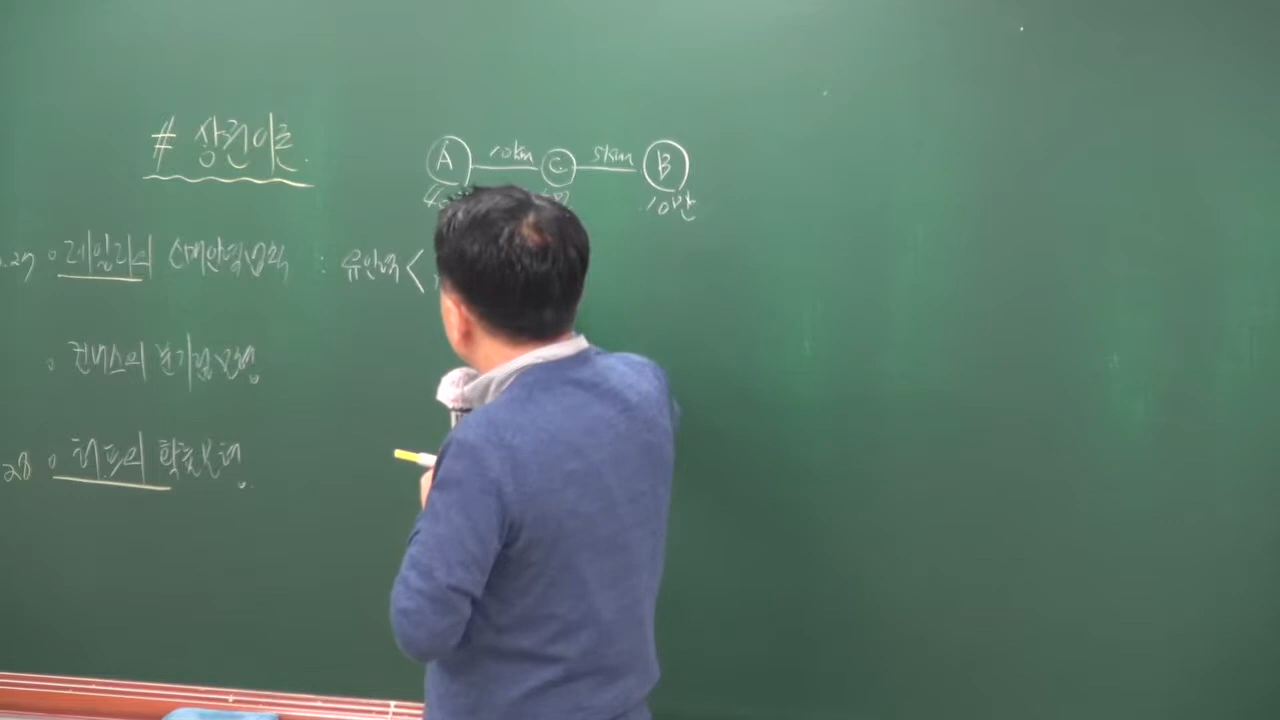 # 상권이론.
A 10km C 5km B
10만
레일리의 소매인력법칙 : 유인력 <
컨버스의 분기점모형
28 허프의 확률모형